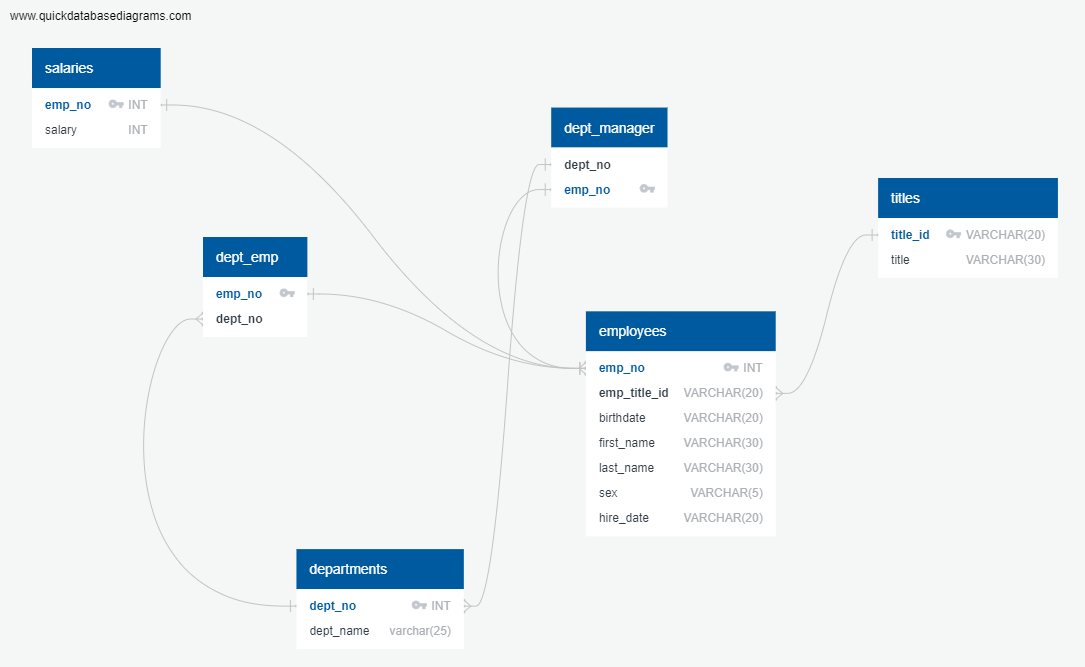 www.quickdatabasediagrams.com
salaries
emp_no INT
salary INT
dept_manager
dept_no
emp_no
titles
title_id VARCHAR(20)
title VARCHAR(30)
dept_emp
emp_no
dept_no
employees
emp_no INT
emp_title_id VARCHAR(20)
birthdate VARCHAR(20)
first_name VARCHAR(30)
last_name VARCHAR(30)
sex VARCHAR(5)
hire_date VARCHAR(20)
departments
dept_no INT
dept_name varchar(25)